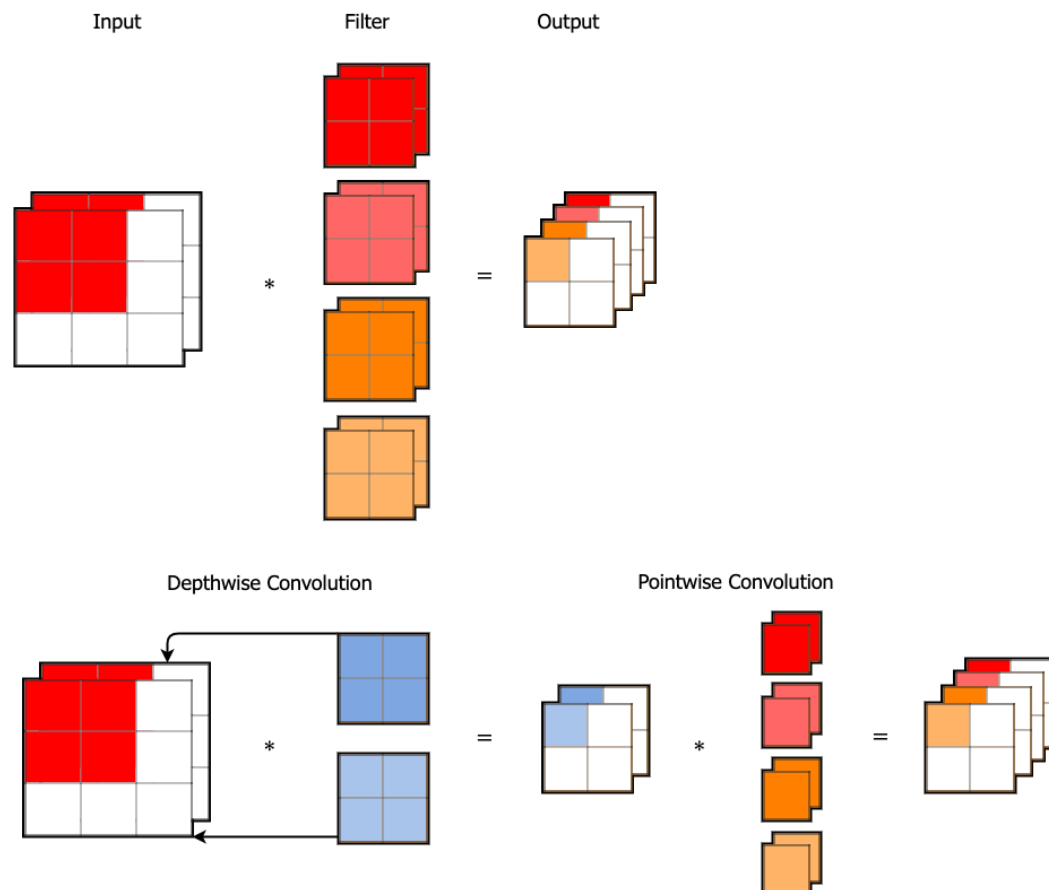 Input Filter Output
*
=
Depthwise Convolution Pointwise Convolution
* = * =